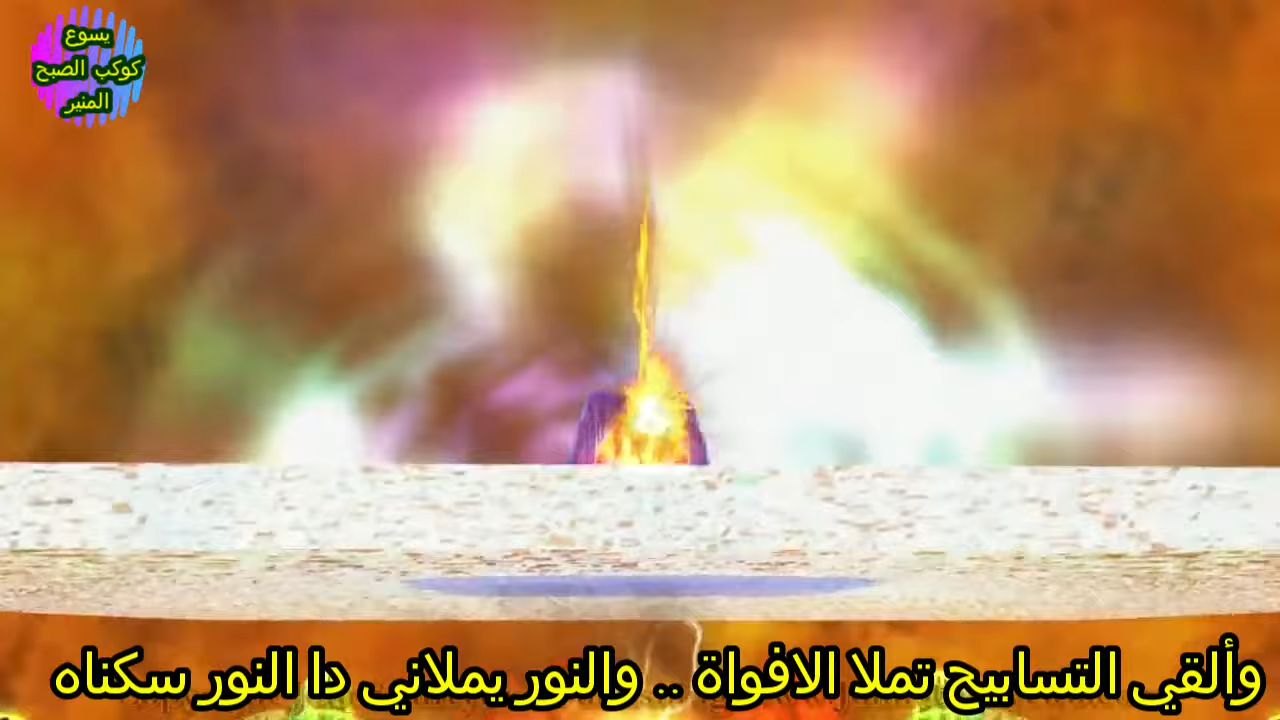 يسوع
كوكب الصبح
المنير
وألقي التسابيح تملا الافواة .. والنور يملاني دا النور سكناه